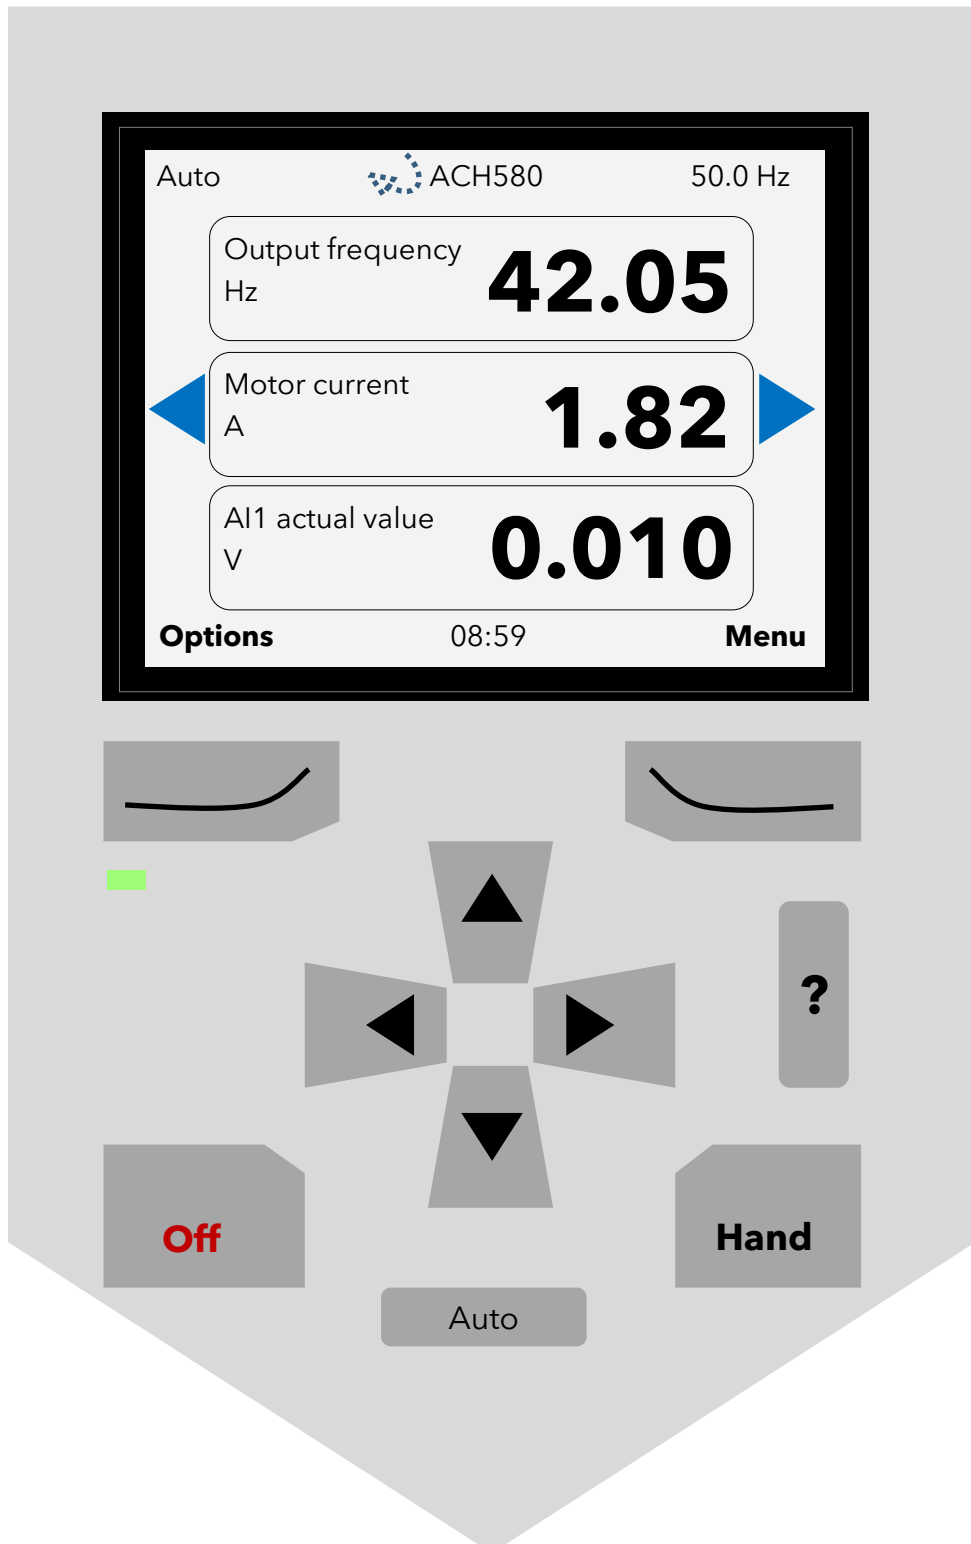 Auto ACH580 50.0 Hz
Output frequency
Hz
42.05
Motor current
A
1.82
AI1 actual value
V
0.010
Options 08:59 Menu
?
Off
Hand
Auto